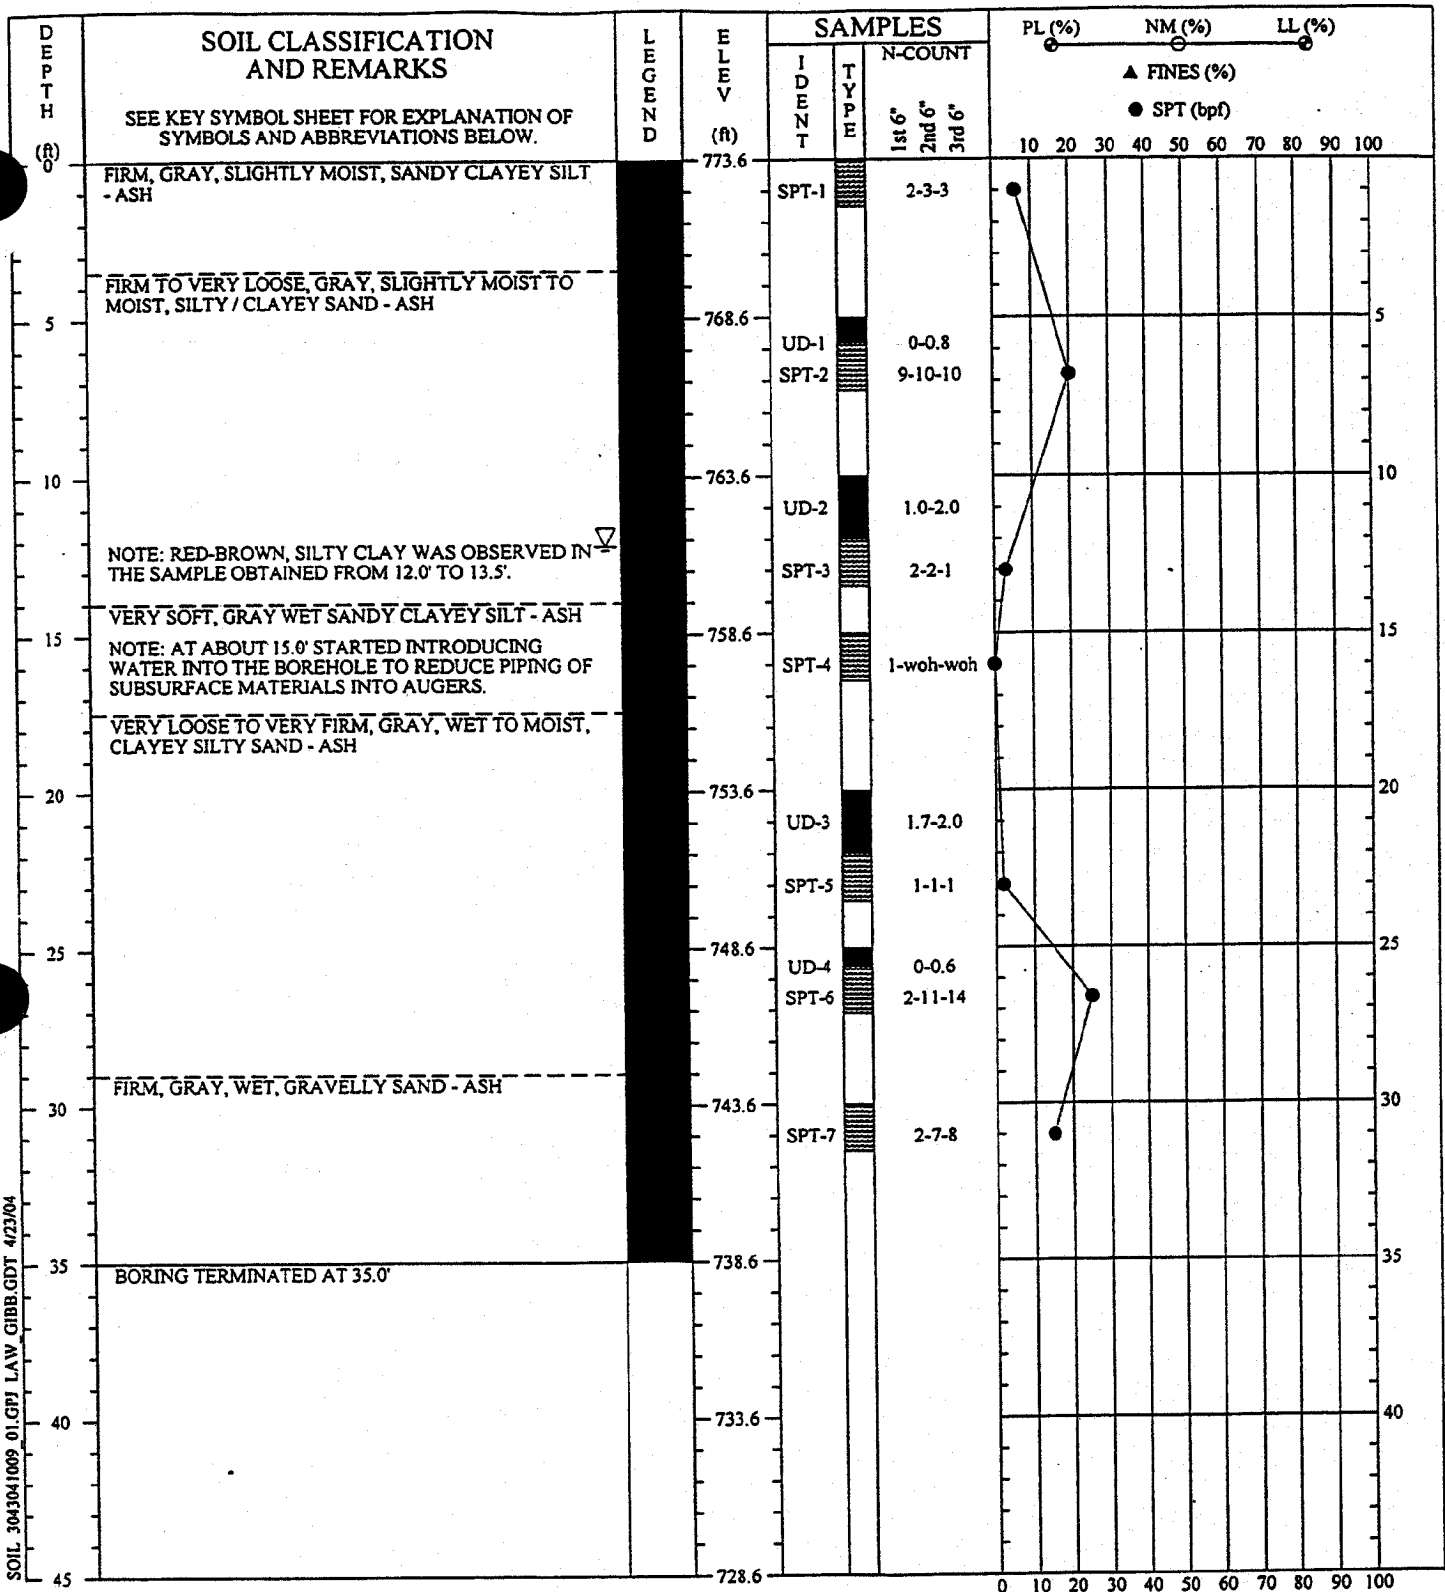 DEPTH
(ft)
SOIL CLASSIFICATION
AND REMARKS
SEE KEY SYMBOL SHEET FOR EXPLANATION OF
SYMBOLS AND ABBREVIATIONS BELOW.
LEGEND
ELEV
(ft)
SAMPLES
IDENT
TYPE
N-COUNT
1st 6"
2nd 6"
3rd 6"
PL (%) NM (%) LL (%)
▲ FINES (%)
● SPT (bpf)
10 20 30 40 50 60 70 80 90 100
0
773.6
FIRM, GRAY, SLIGHTLY MOIST, SANDY CLAYEY SILT
- ASH
SPT-1 2-3-3
FIRM TO VERY LOOSE, GRAY, SLIGHTLY MOIST TO
MOIST, SILTY / CLAYEY SAND - ASH
5 768.6 5
UD-1 0-0.8
SPT-2 9-10-10
10 763.6 10
UD-2 1.0-2.0
NOTE: RED-BROWN, SILTY CLAY WAS OBSERVED IN
THE SAMPLE OBTAINED FROM 12.0' TO 13.5'.
SPT-3 2-2-1
VERY SOFT, GRAY WET SANDY CLAYEY SILT - ASH
15 758.6 15
NOTE: AT ABOUT 15.0' STARTED INTRODUCING
WATER INTO THE BOREHOLE TO REDUCE PIPING OF
SUBSURFACE MATERIALS INTO AUGERS.
SPT-4 1-woh-woh
VERY LOOSE TO VERY FIRM, GRAY, WET TO MOIST,
CLAYEY SILTY SAND - ASH
20 753.6 20
UD-3 1.7-2.0
SPT-5 1-1-1
25 748.6 25
UD-4 0-0.6
SPT-6 2-11-14
FIRM, GRAY, WET, GRAVELLY SAND - ASH
30 743.6 30
SPT-7 2-7-8
35 738.6 35
BORING TERMINATED AT 35.0'
40 733.6 40
45 728.6
0 10 20 30 40 50 60 70 80 90 100
SOIL 3043041009_01.GPJ LAW_GIBB.GDT 4/23/04